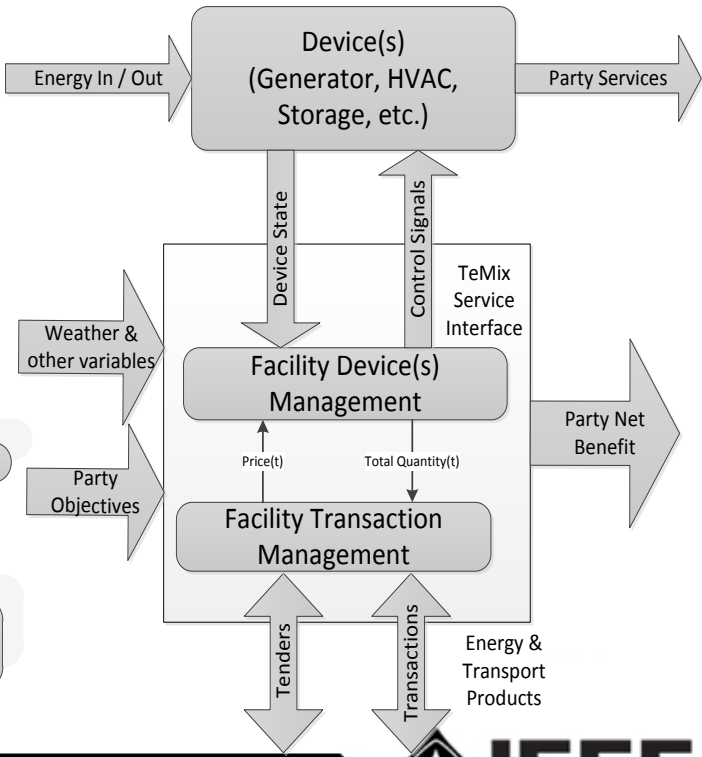 Device(s)
(Generator, HVAC,
Storage, etc.)
Energy In / Out
Party Services
Device State
Control Signals
TeMix
Service
Interface
Weather &
other variables
Facility Device(s)
Management
Party Net
Benefit
Price(t)
Total Quantity(t)
Party
Objectives
Facility Transaction
Management
Tenders
Transactions
Energy &
Transport
Products
IEEE